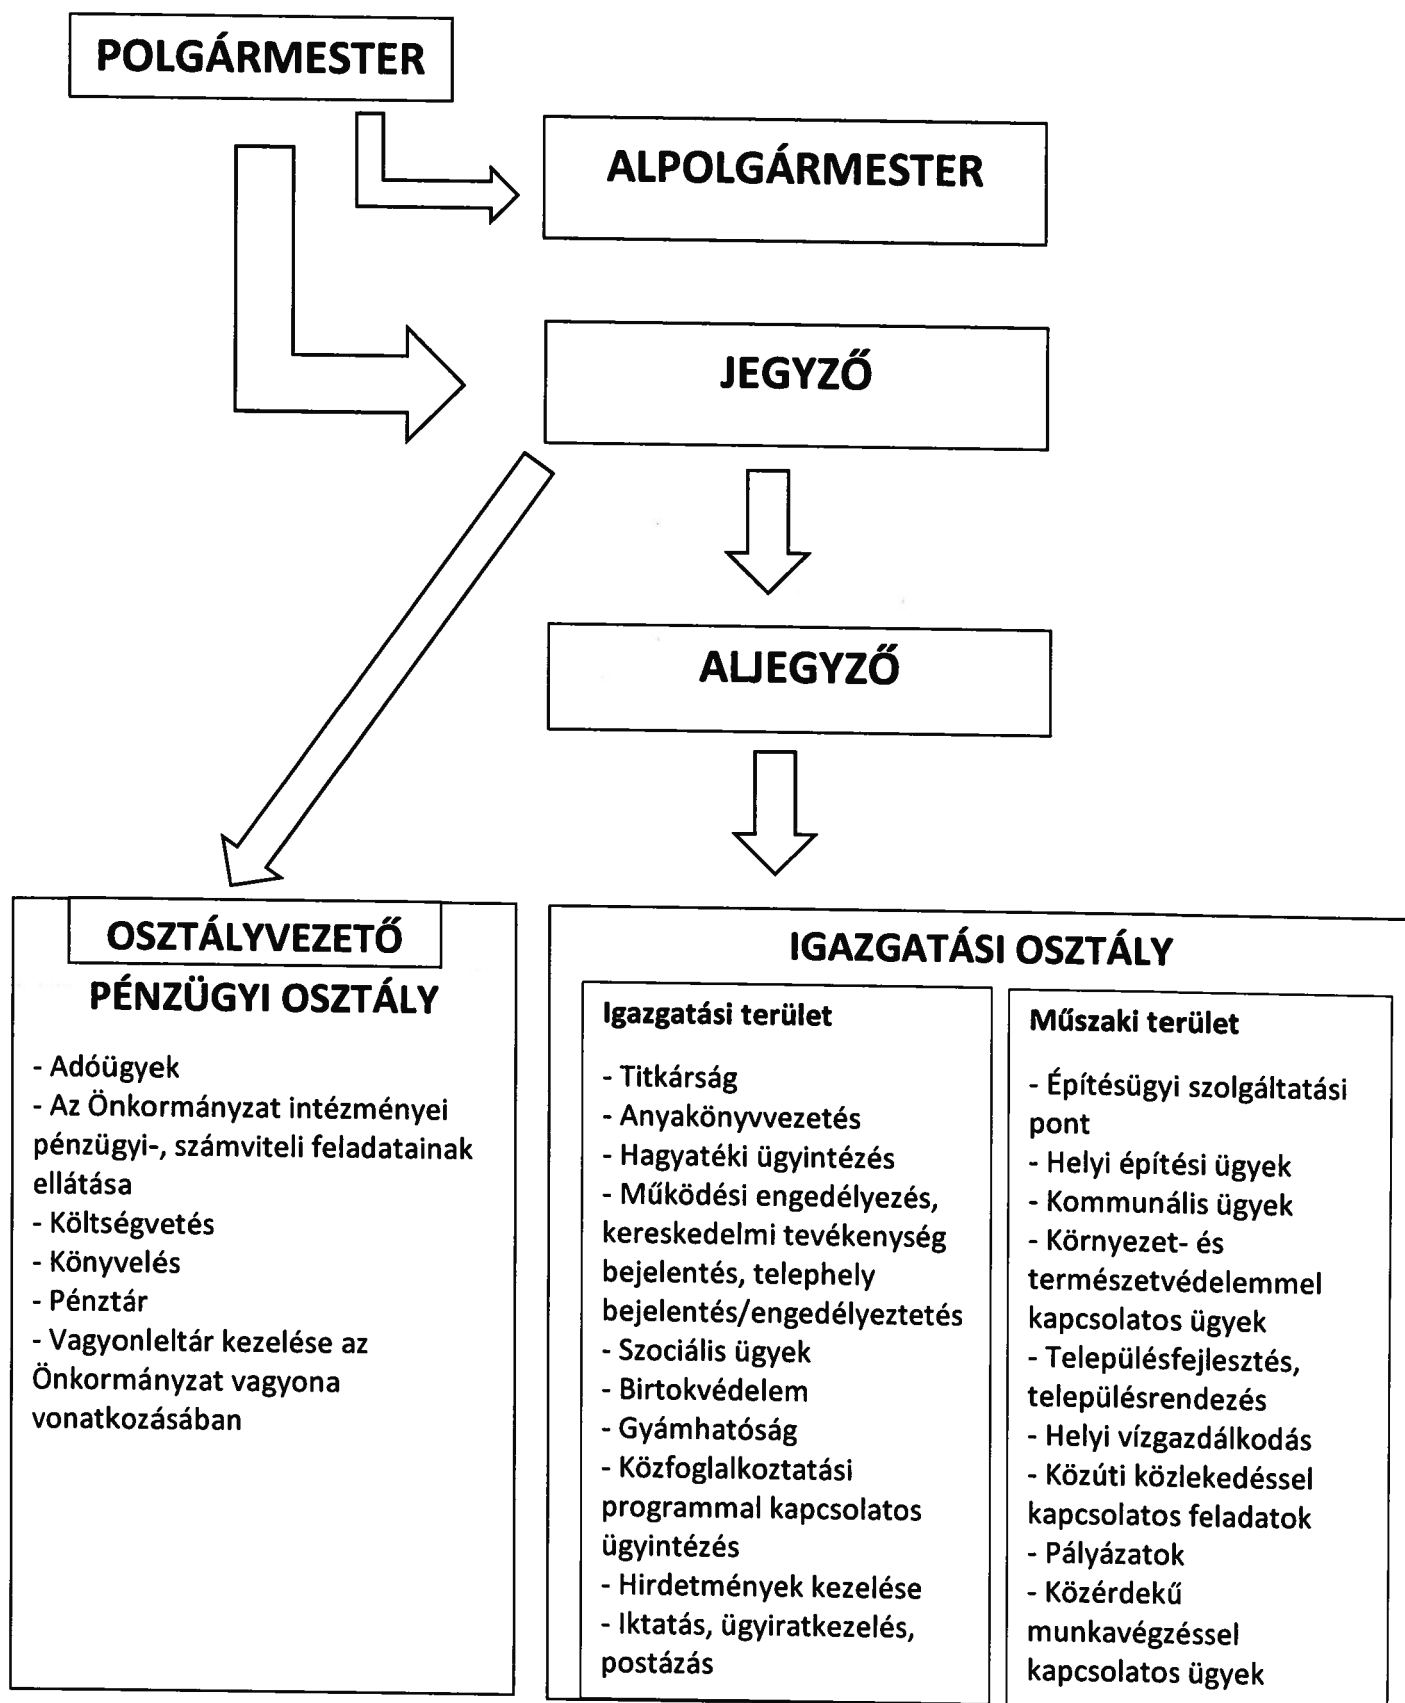 POLGÁRMESTER
ALPOLGÁRMESTER
JEGYZŐ
ALJEGYZŐ
OSZTÁLYVEZETŐ
PÉNZÜGYI OSZTÁLY
- Adóügyek
- Az Önkormányzat intézményei
pénzügyi-, számviteli feladatainak
ellátása
- Költségvetés
- Könyvelés
- Pénztár
- Vagyonleltár kezelése az
Önkormányzat vagyona
vonatkozásában
IGAZGATÁSI OSZTÁLY
Igazgatási terület
- Titkárság
- Anyakönyvvezetés
- Hagyatéki ügyintézés
- Működési engedélyezés,
kereskedelmi tevékenység
bejelentés, telephely
bejelentés/engedélyeztetés
- Szociális ügyek
- Birtokvédelem
- Gyámhatóság
- Közfoglalkoztatási
programmal kapcsolatos
ügyintézés
- Hirdetmények kezelése
- Iktatás, ügyiratkezelés,
postázás
Műszaki terület
- Építésügyi szolgáltatási
pont
- Helyi építési ügyek
- Kommunális ügyek
- Környezet- és
természetvédelemmel
kapcsolatos ügyek
- Településfejlesztés,
településrendezés
- Helyi vízgazdálkodás
- Közúti közlekedéssel
kapcsolatos feladatok
- Pályázatok
- Közérdekű
munkavégzéssel
kapcsolatos ügyek